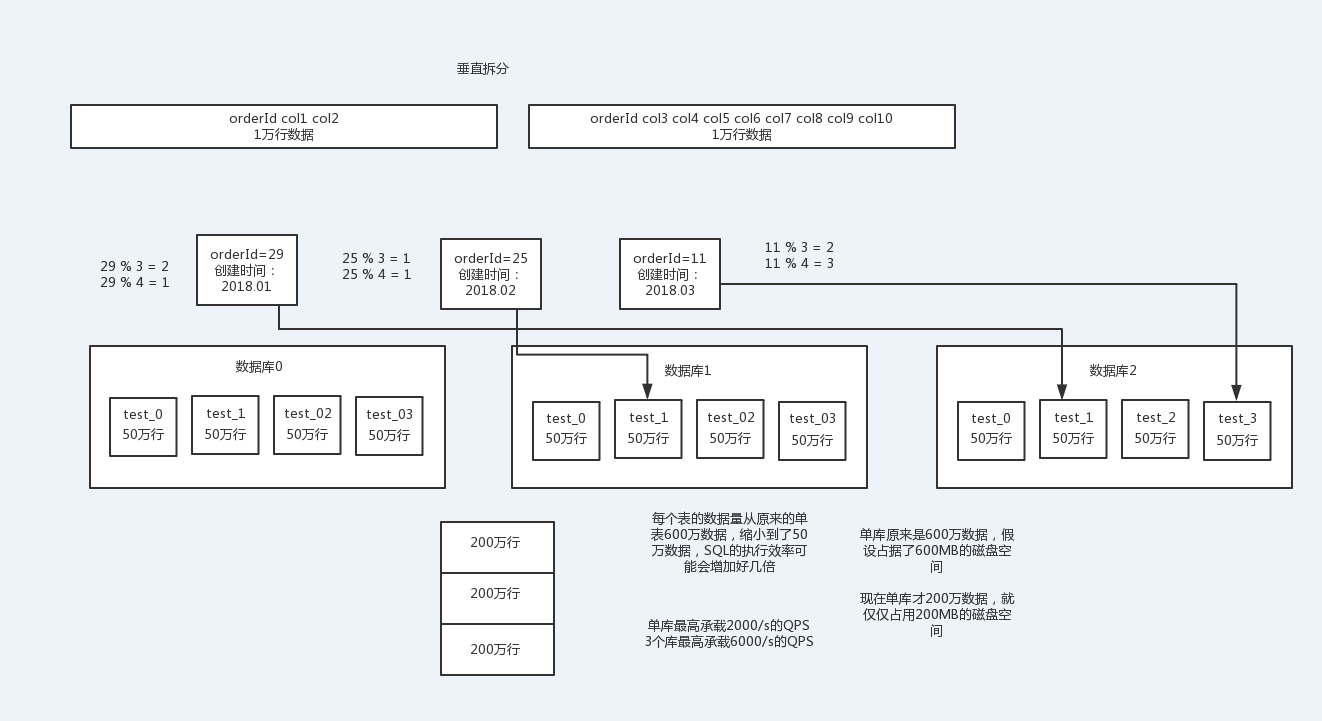 垂直拆分
orderId col1 col2
1万行数据
orderId col3 col4 col5 col6 col7 col8 col9 col10
1万行数据
29 % 3 = 2
29 % 4 = 1
orderId=29
创建时间：
2018.01
25 % 3 = 1
25 % 4 = 1
orderId=25
创建时间：
2018.02
orderId=11
创建时间：
2018.03
11 % 3 = 2
11 % 4 = 3
数据库0
test_0
50万行
test_1
50万行
test_02
50万行
test_03
50万行
数据库1
test_0
50万行
test_1
50万行
test_02
50万行
test_03
50万行
数据库2
test_0
50万行
test_1
50万行
test_2
50万行
test_3
50万行
200万行
200万行
200万行
每个表的数据量从原来的单
表600万数据，缩小到了50
万数据，SQL的执行效率可
能会增加好几倍
单库最高承载2000/s的QPS
3个库最高承载6000/s的QPS
单库原来是600万数据，假
设占据了600MB的磁盘空
间
现在单库才200万数据，就
仅仅占用200MB的磁盘空
间